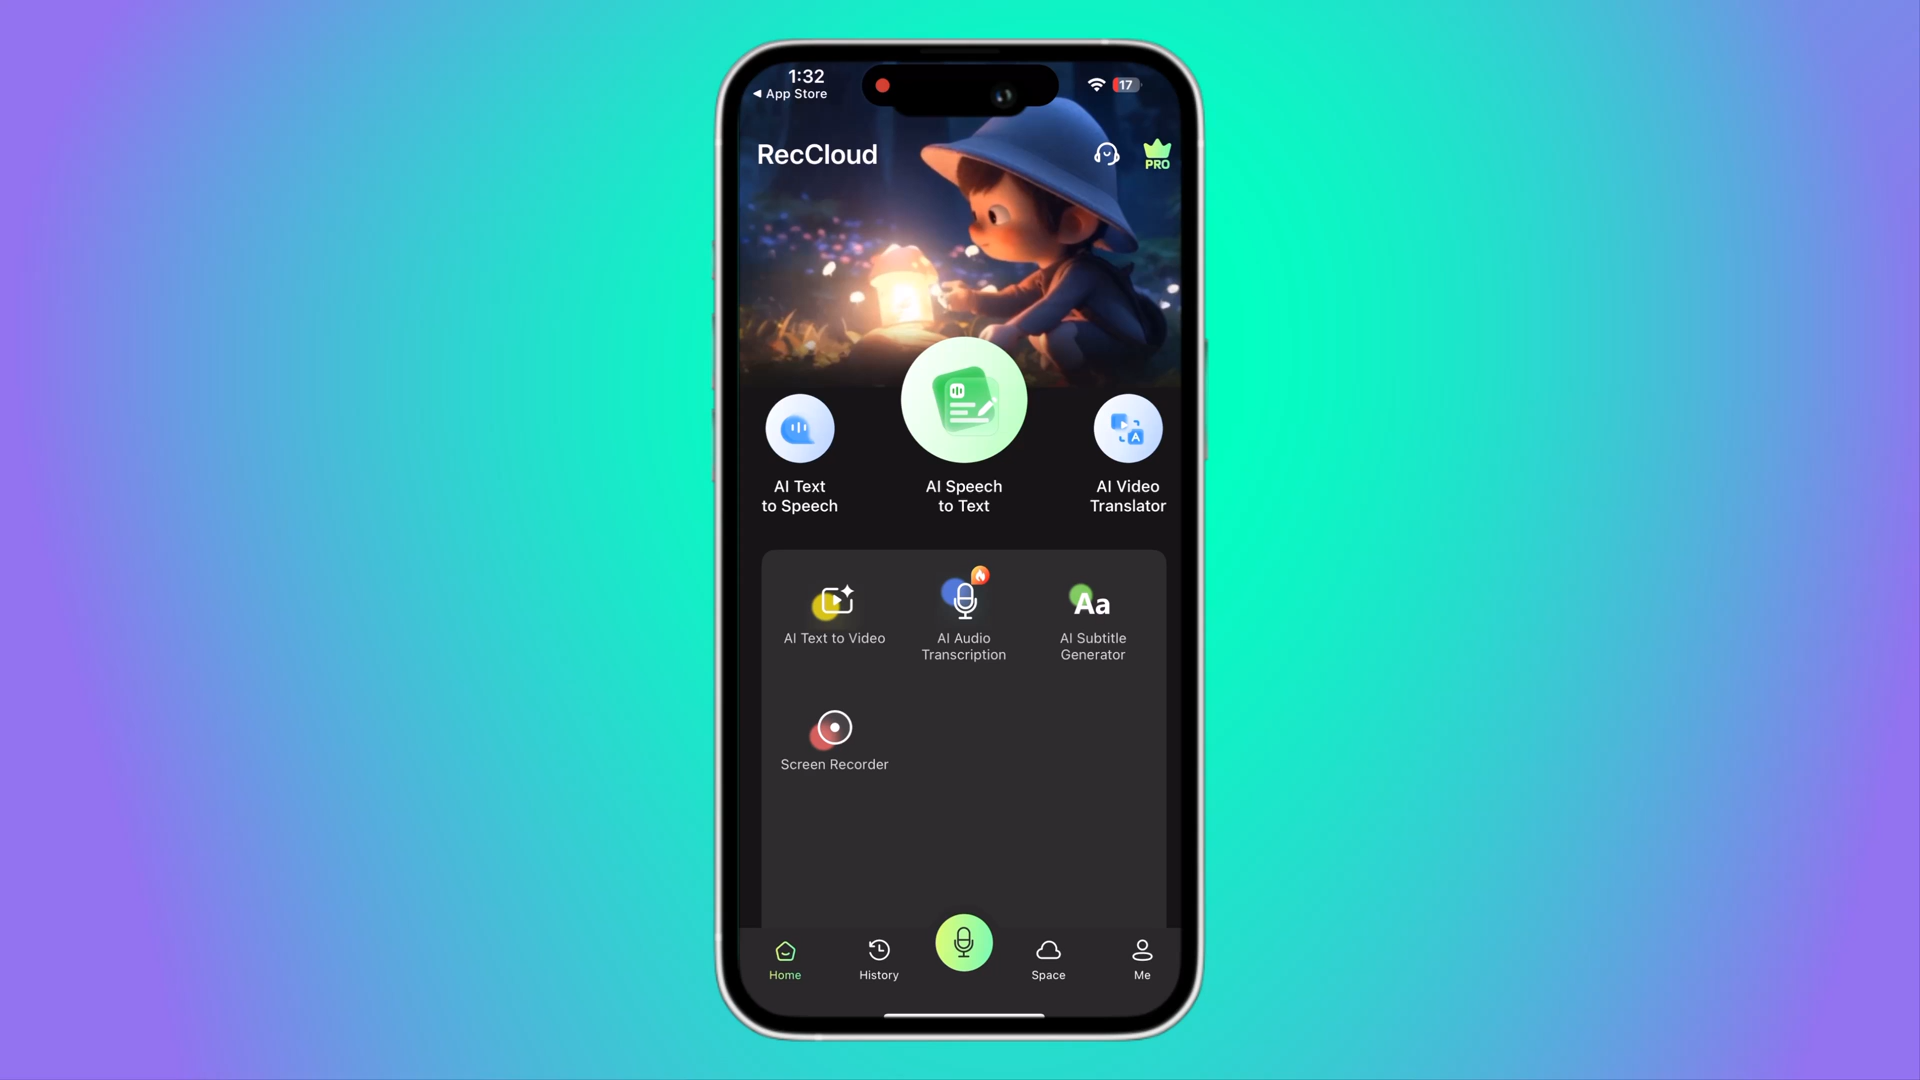 1:32
◀ App Store
17
RecCloud
PRO
AI Text
to Speech
AI Speech
to Text
A
AI Video
Translator
AI Text to Video
AI Audio
Transcription
Aa
AI Subtitle
Generator
Screen Recorder
Home
History
Space
Me